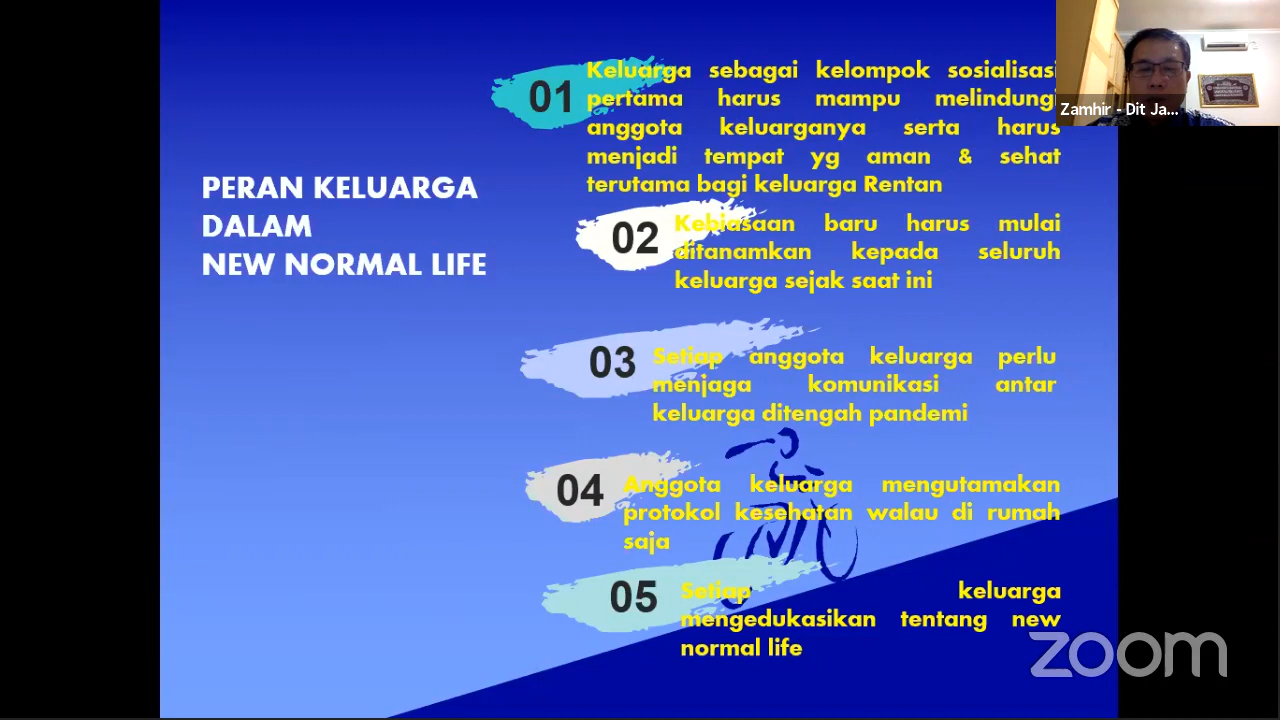 PERAN KELUARGA
DALAM
NEW NORMAL LIFE
01
Keluarga sebagai kelompok sosialisasi
pertama harus mampu melindungi
anggota keluarganya serta harus
menjadi tempat yg aman & sehat
terutama bagi keluarga Rentan
02
Kebiasaan baru harus mulai
ditanamkan kepada seluruh
keluarga sejak saat ini
03
Setiap anggota keluarga perlu
menjaga komunikasi antar
keluarga ditengah pandemi
04
Anggota keluarga mengutamakan
protokol kesehatan walau di rumah
saja
05
Setiap keluarga
mengedukasikan tentang new
normal life
Zamhir - Dit Ja...
zoom